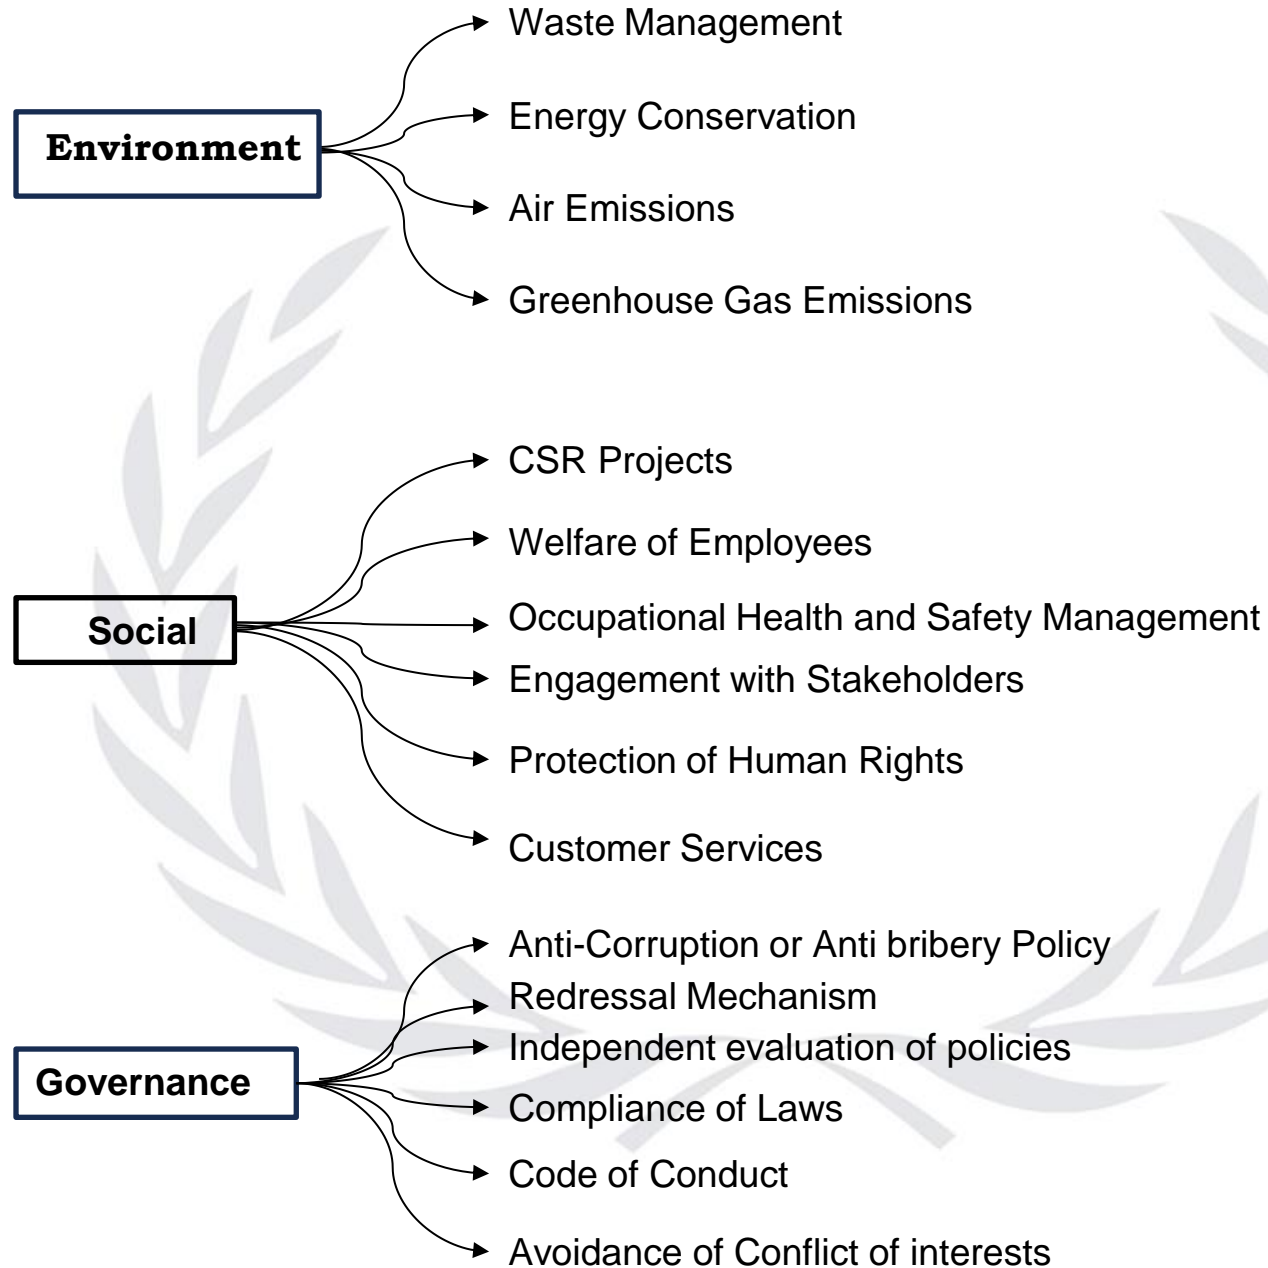 Environment
Waste Management
Energy Conservation
Air Emissions
Greenhouse Gas Emissions
Social
CSR Projects
Welfare of Employees
Occupational Health and Safety Management
Engagement with Stakeholders
Protection of Human Rights
Customer Services
Governance
Anti-Corruption or Anti bribery Policy
Redressal Mechanism
Independent evaluation of policies
Compliance of Laws
Code of Conduct
Avoidance of Conflict of interests